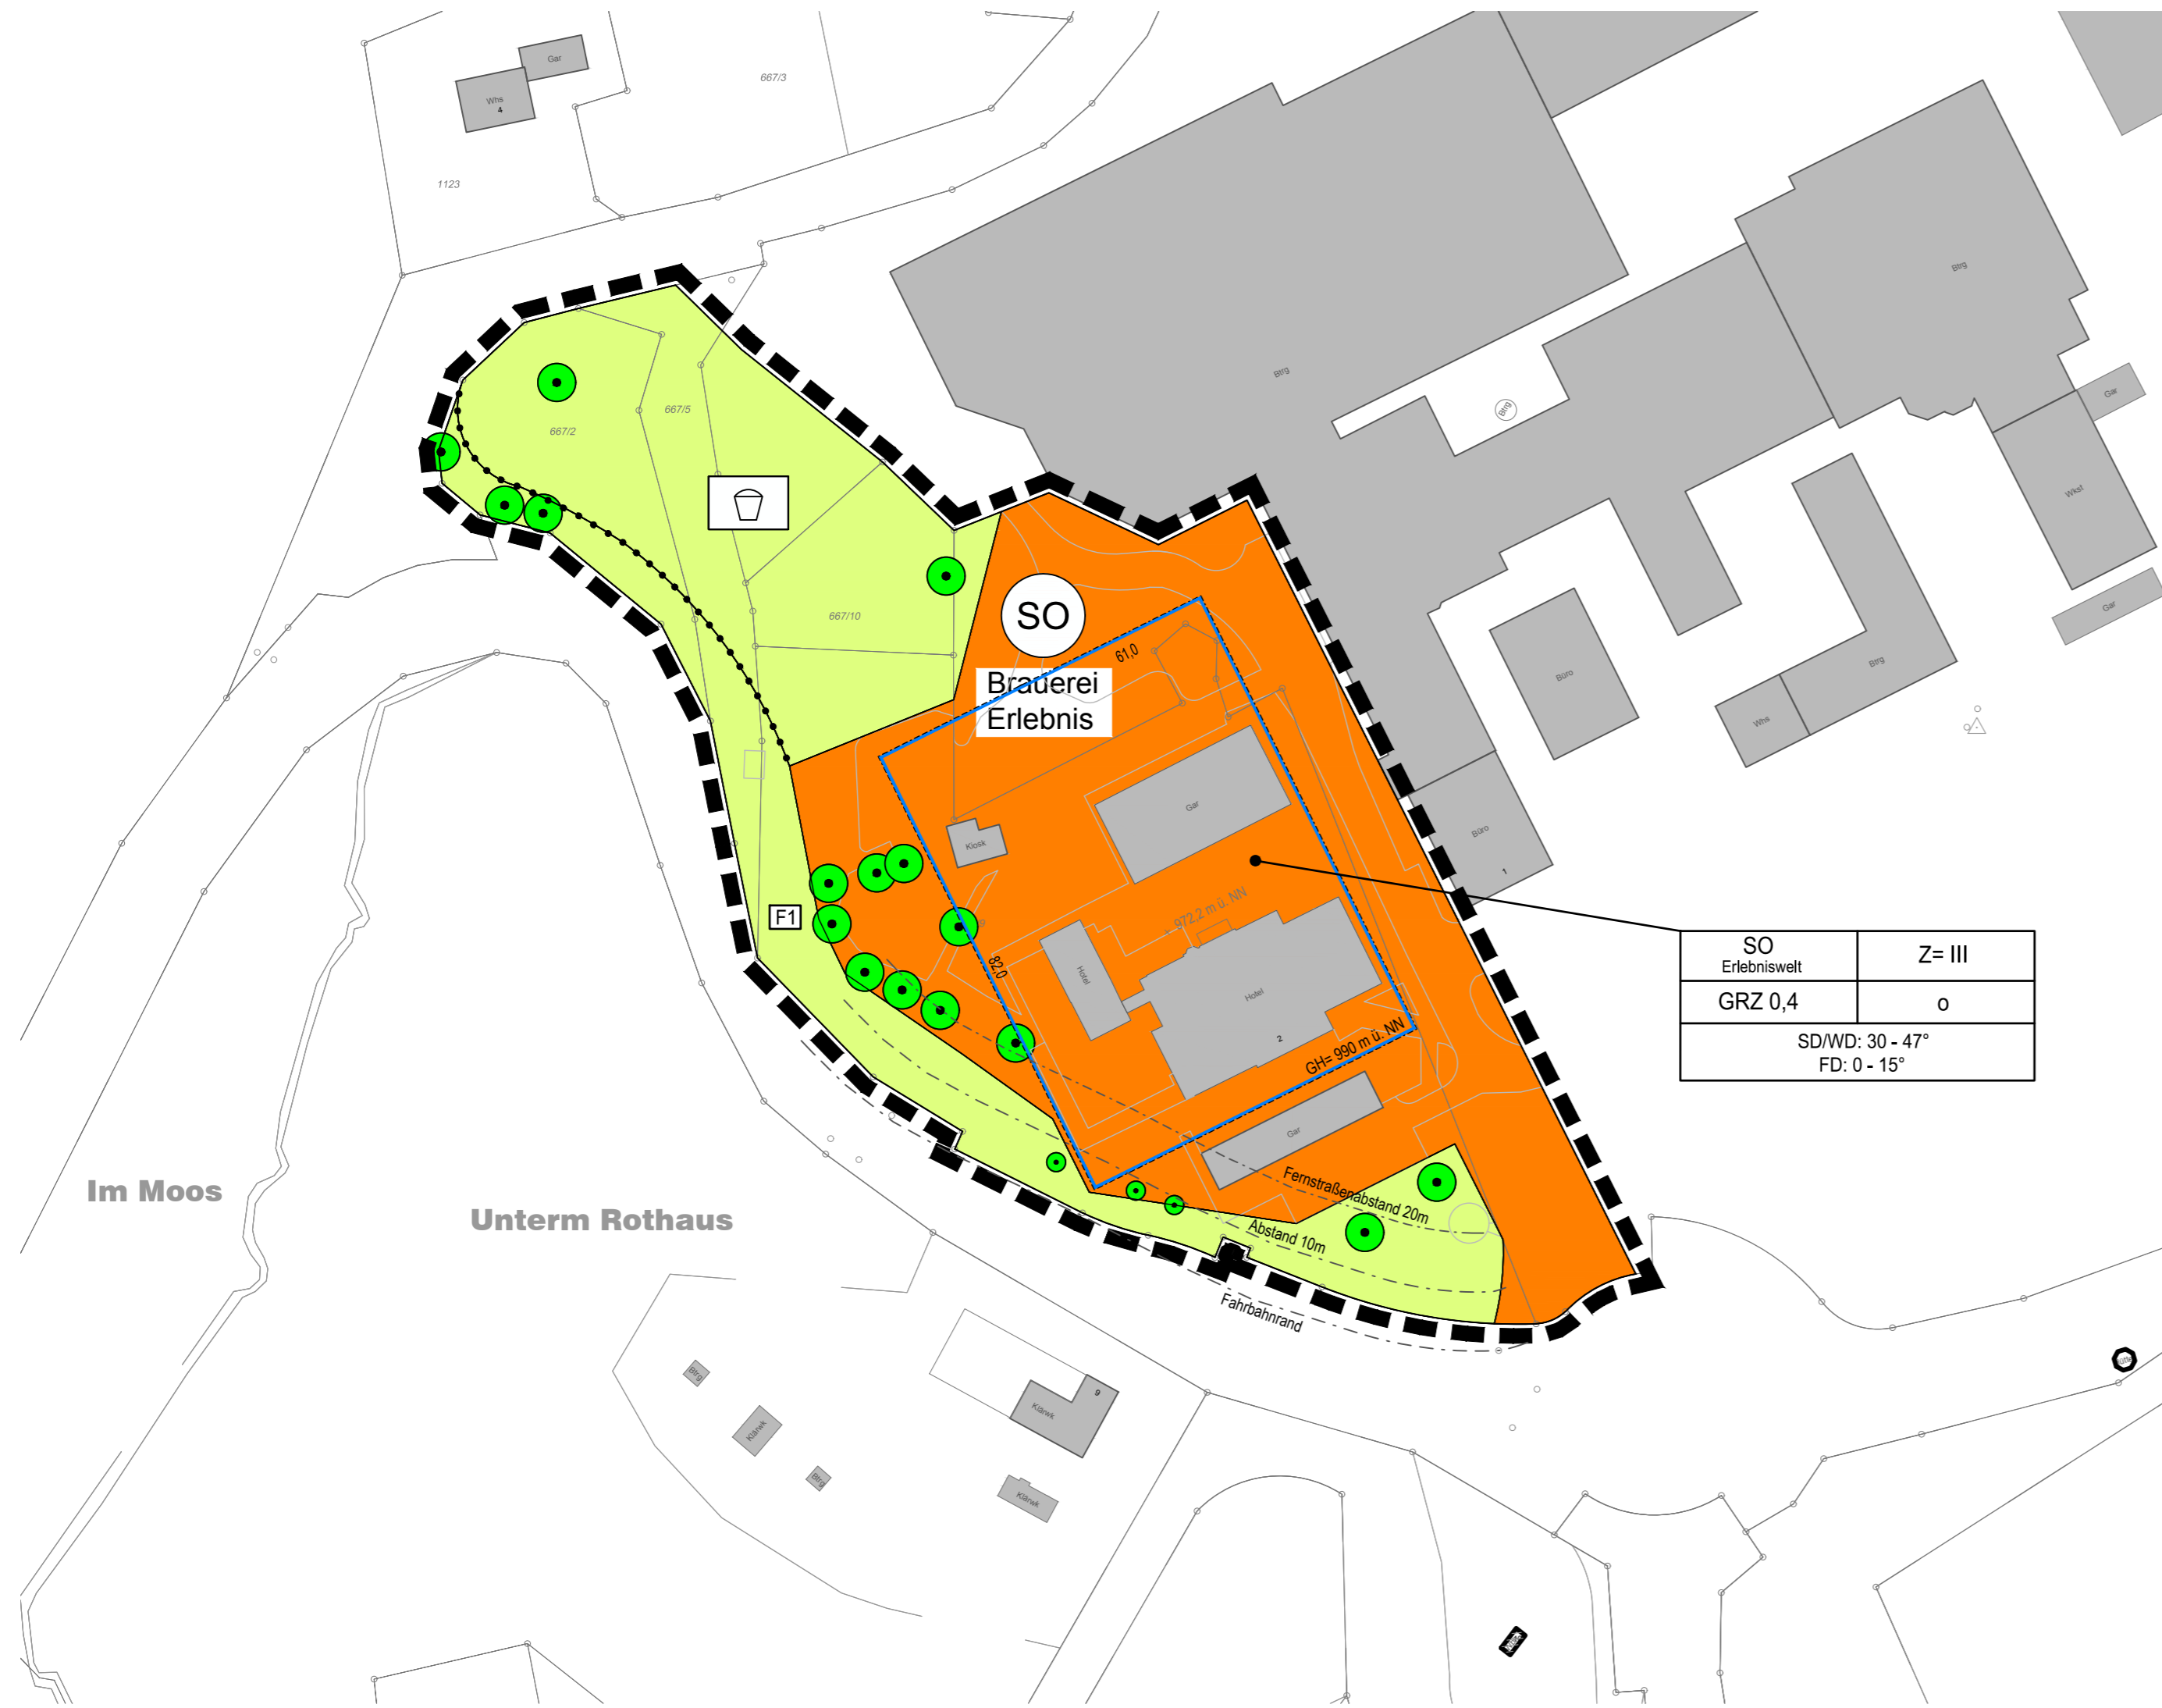 Gar
Whs
4
667/3
1123
Btrg
Btrg
Gar
Btrg
Wkst
Gar
667/5
667/2
667/10
SO
Brauerei
Erlebnis
61,0
Büro
Btrg
Whs
Gar
Kiosk
Büro
1
F1
972,2 m ü. NN
82,0
Hotel
Hotel
2
GH= 990 m ü. NN
Gar
SO
Erlebniswelt
Z= III
GRZ 0,4
o
SD/WD: 30 - 47°
FD: 0 - 15°
Im Moos
Unterm Rothaus
Fernstraßenabstand 20m
Abstand 10m
Fahrbahnrand
Btrg
Klärwk
Btrg
9
Klärwk
Klärwk